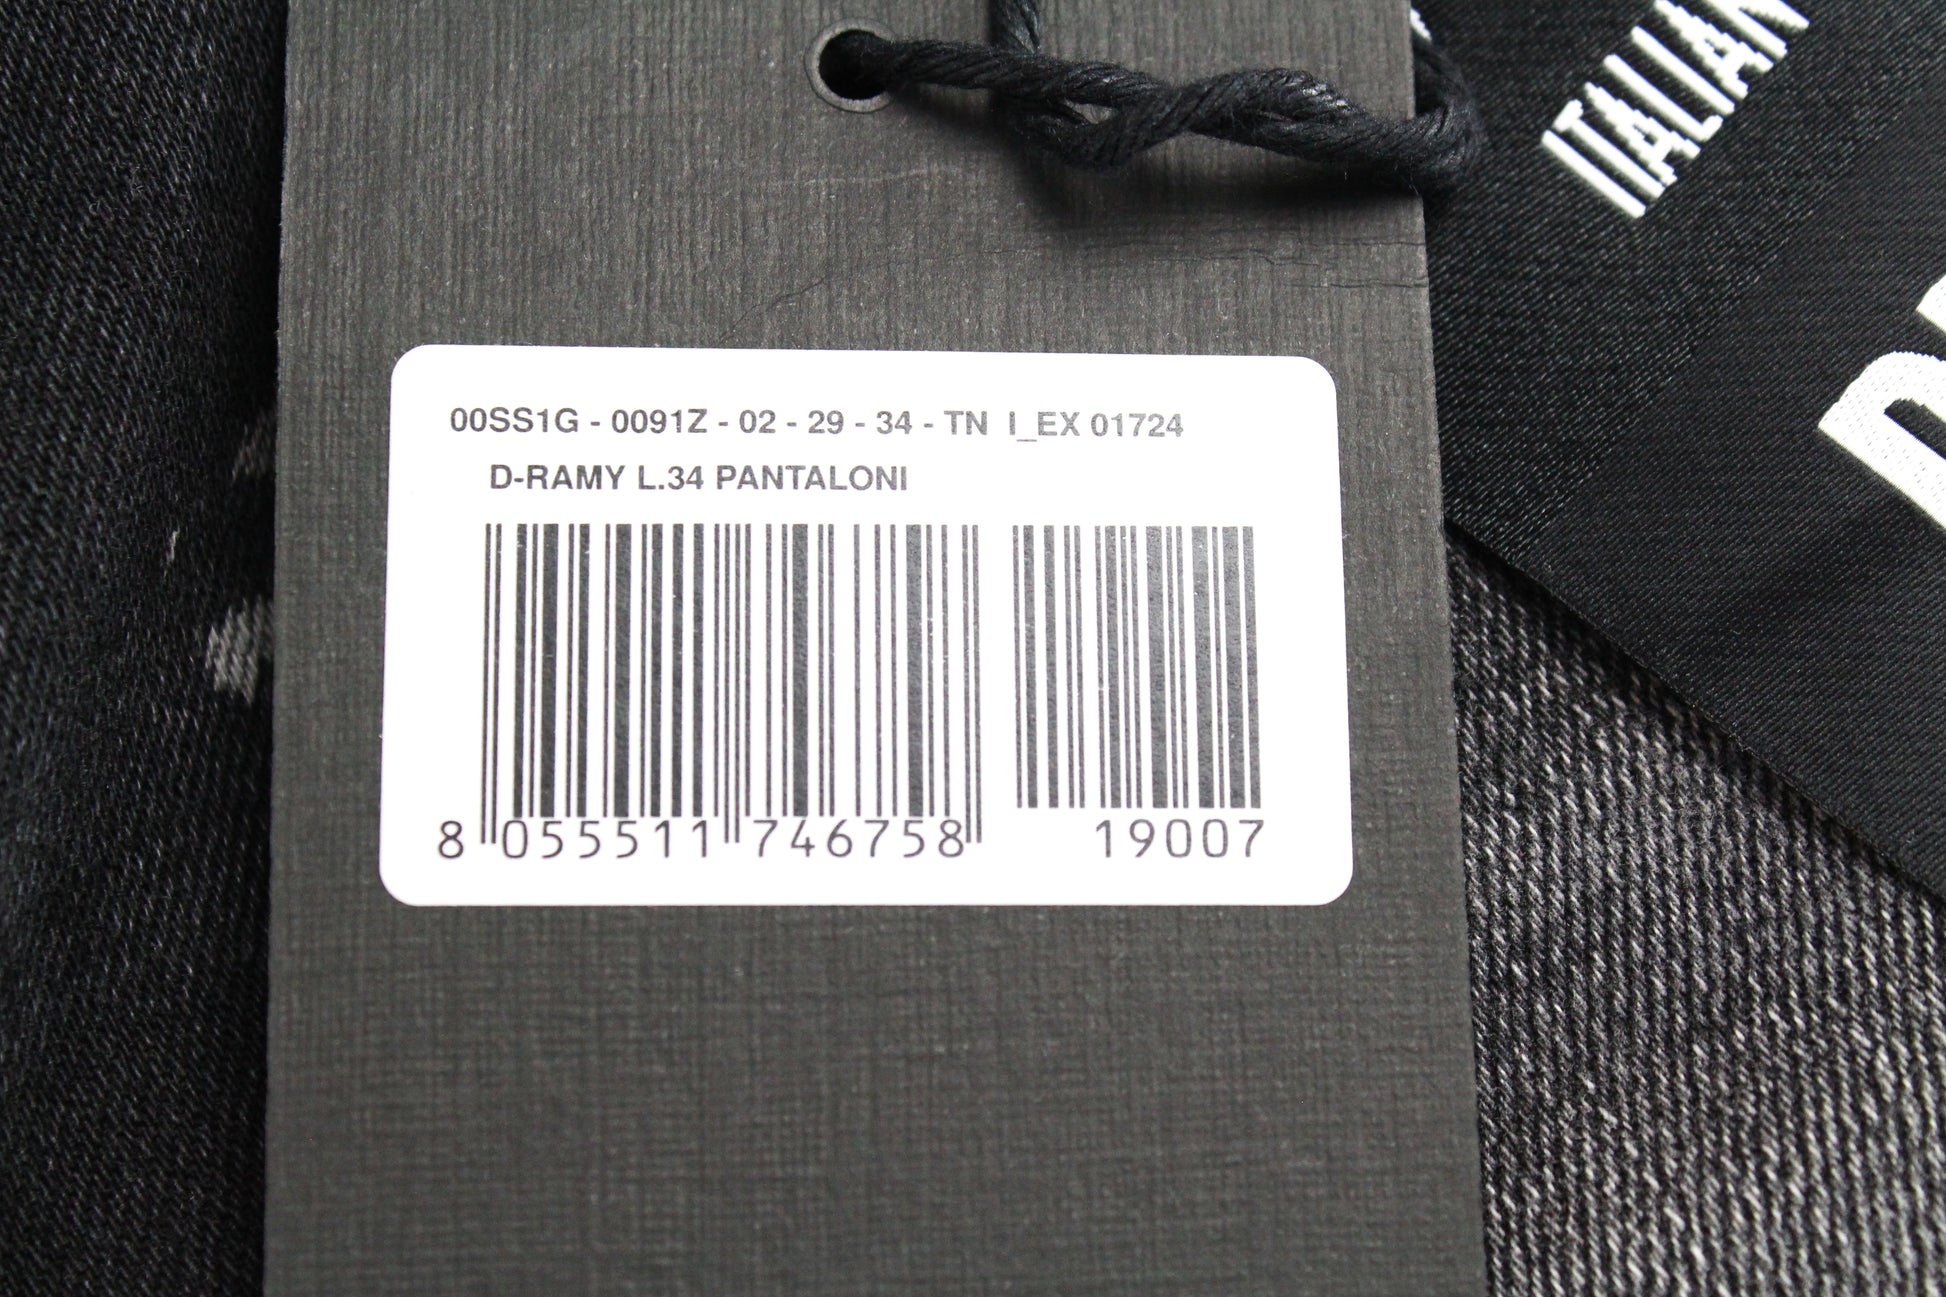 ITALIAN
00SS1G - 0091Z - 02 - 29 - 34 - TN I_EX 01724
D-RAMY L.34 PANTALONI
8 055511 746758 19007